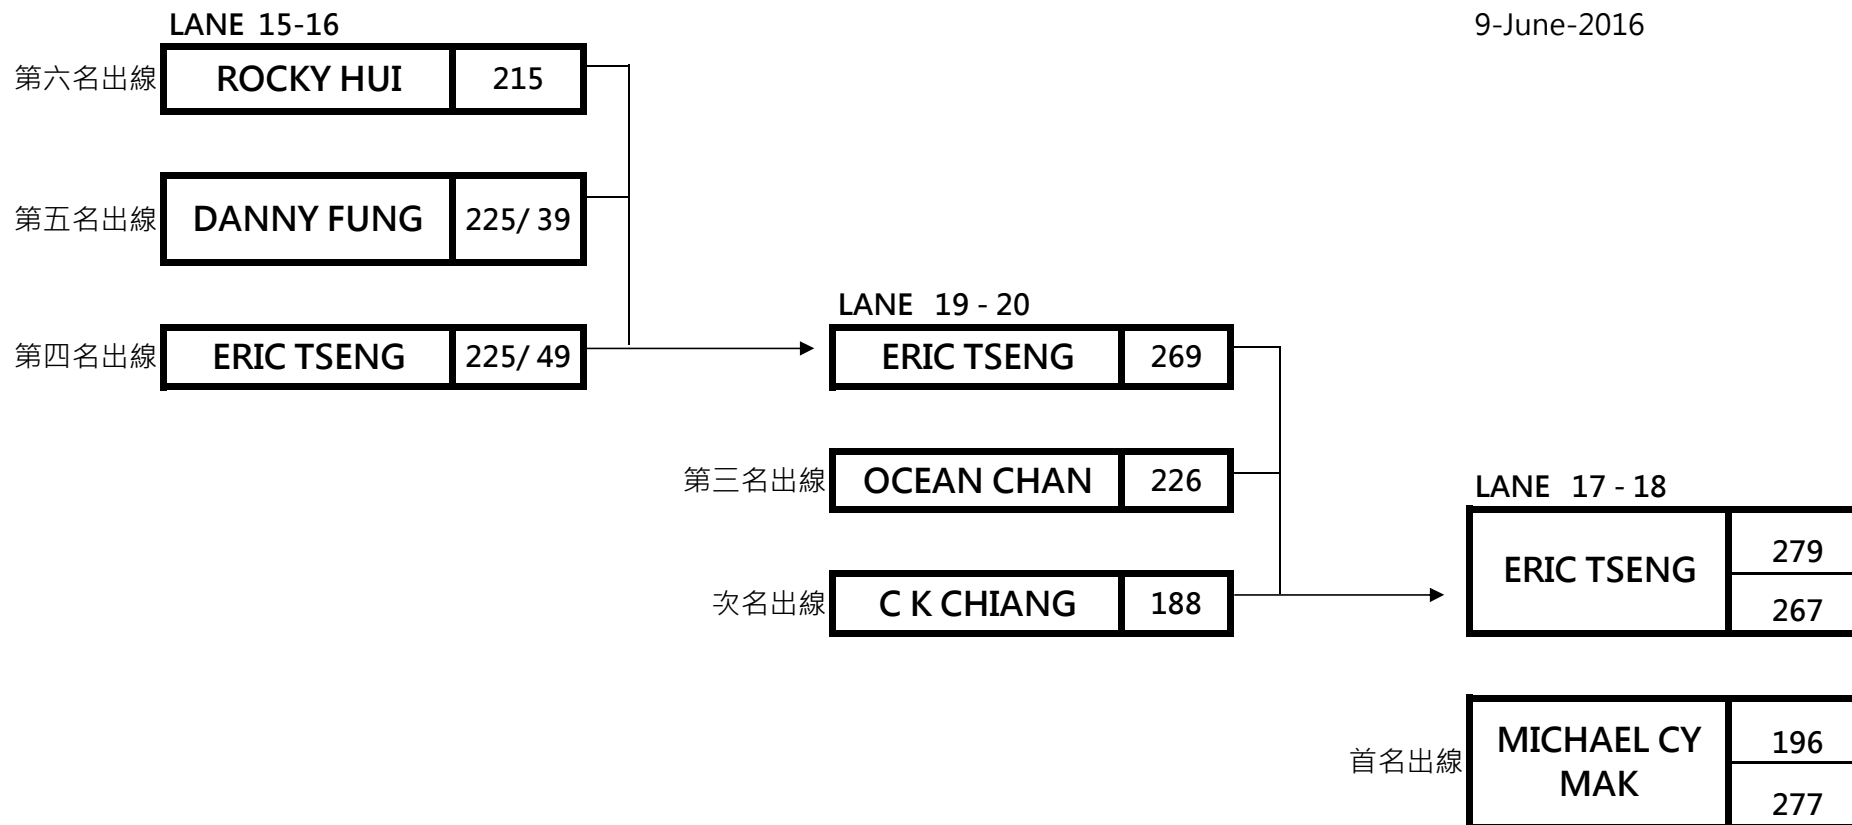 LANE 15-16
9-June-2016
第六名出線 ROCKY HUI 215
第五名出線 DANNY FUNG 225/ 39
LANE 19 - 20
第四名出線 ERIC TSENG 225/ 49
ERIC TSENG 269
第三名出線 OCEAN CHAN 226
LANE 17 - 18
次名出線 C K CHIANG 188
ERIC TSENG
279
267
首名出線
MICHAEL CY
MAK
196
277